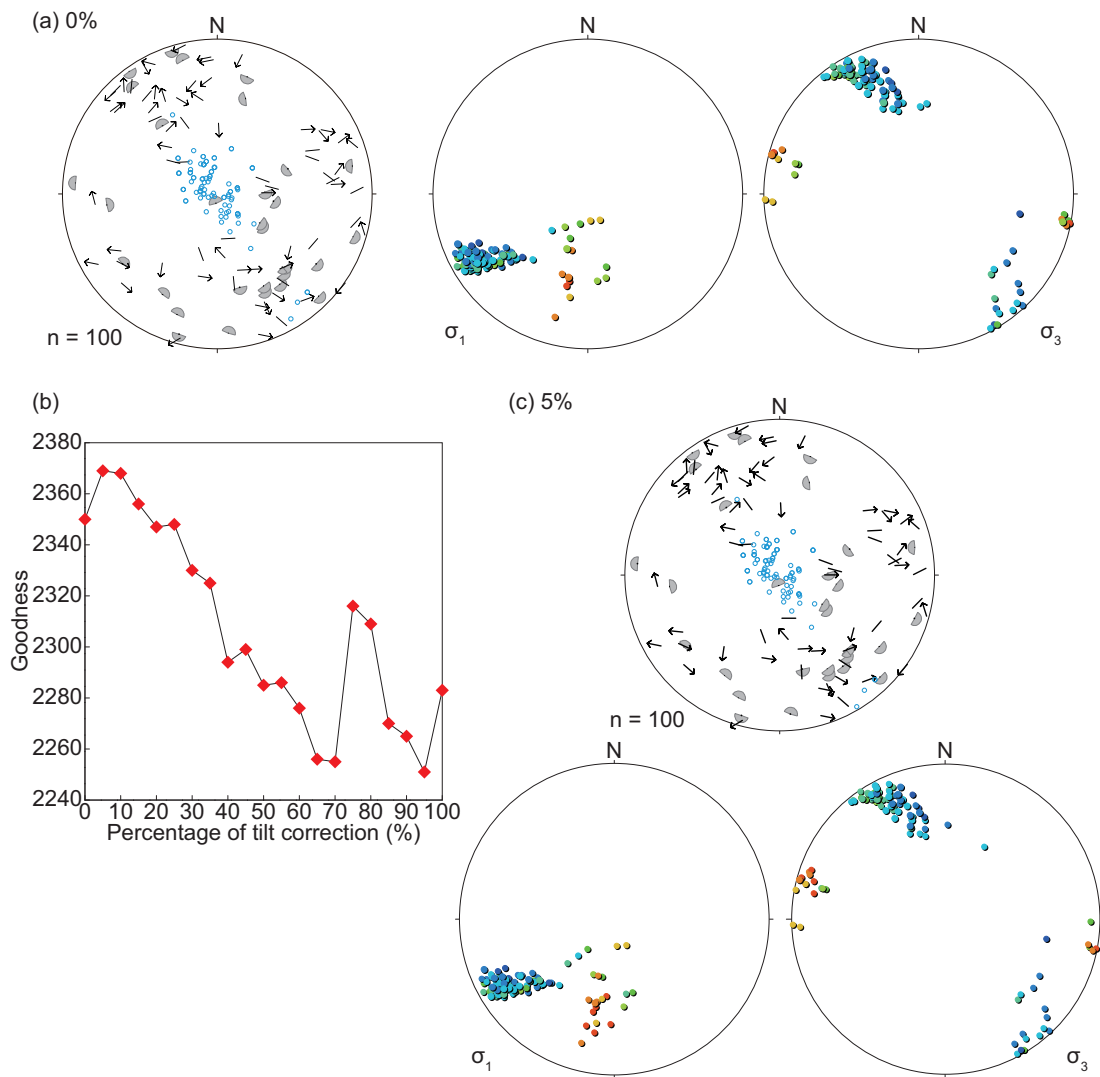 (a) 0%
N
N
N
n = 100
σ1
σ3
(b)
2380
2360
2340
2320
2300
2280
2260
2240
Goodness
0 10 20 30 40 50 60 70 80 90 100
Percentage of tilt correction (%)
(c) 5%
N
n = 100
N
N
σ1
σ3